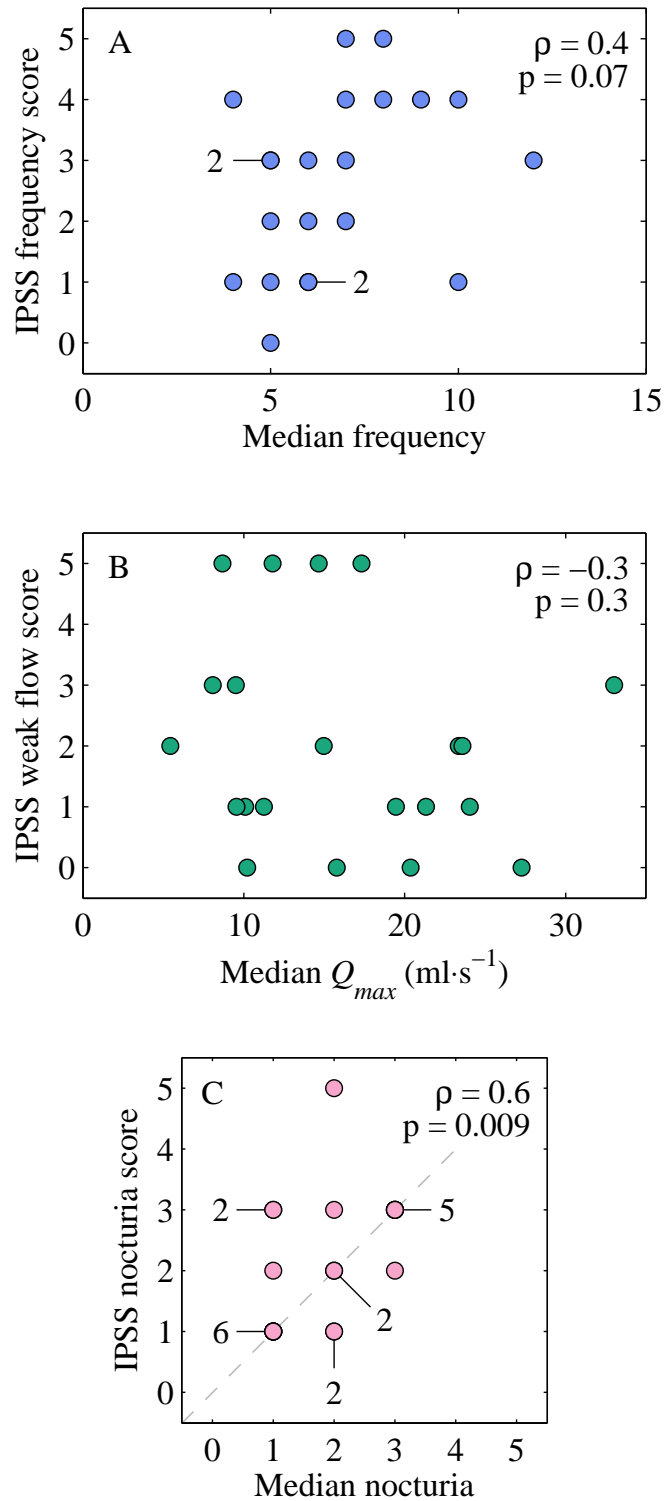 A
ρ = 0.4
p = 0.07
IPSS frequency score
5
4
3
2
1
0
2
2
0
5
10
15
Median frequency
B
ρ = −0.3
p = 0.3
IPSS weak flow score
5
4
3
2
1
0
0
10
20
30
Median Qmax (ml·s⁻¹)
C
ρ = 0.6
p = 0.009
IPSS nocturia score
5
4
3
2
1
0
2
5
2
6
2
0
1
2
3
4
5
Median nocturia